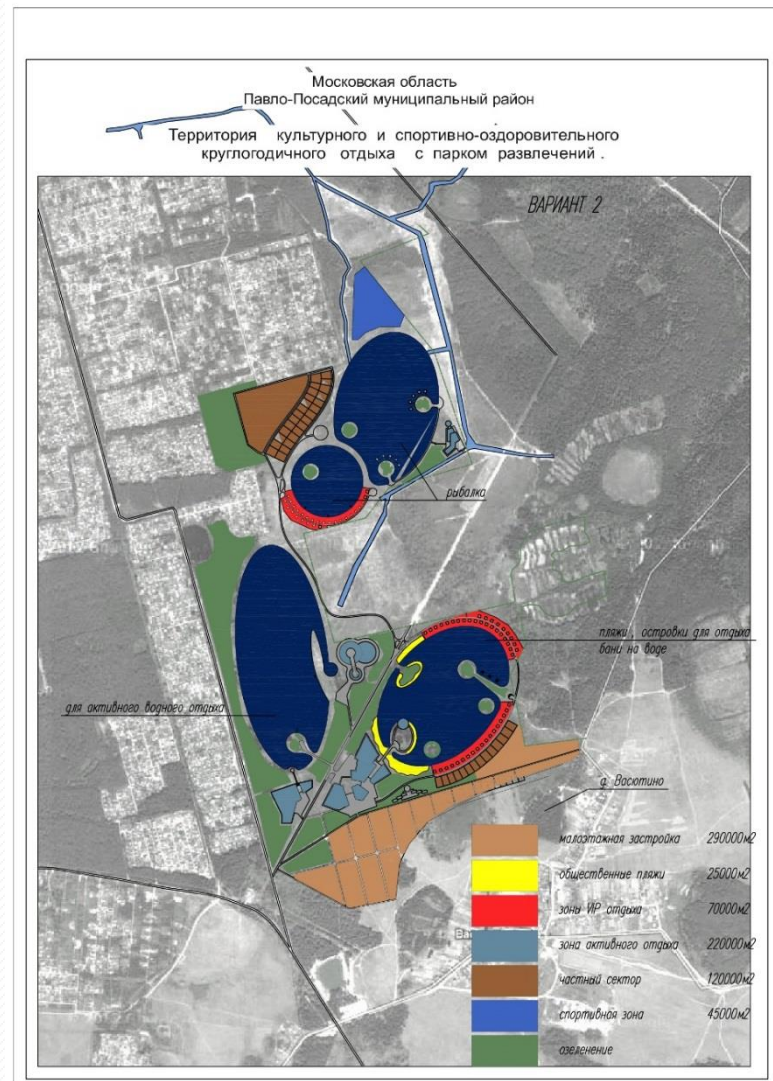 Московская область
Павло-Посадский муниципальный район
Территория культурного и спортивно-оздоровительного
круглогодичного отдыха с парком развлечений .
ВАРИАНТ 2
рыбалка
пляжи , островки для отдыха
бани на воде
для активного водного отдыха
д. Васютино
малоэтажная застройка 290000м2
общественные пляжи 25000м2
зоны VIP отдыха 70000м2
зона активного отдыха 220000м2
частный сектор 120000м2
спортивная зона 45000м2
озеленение